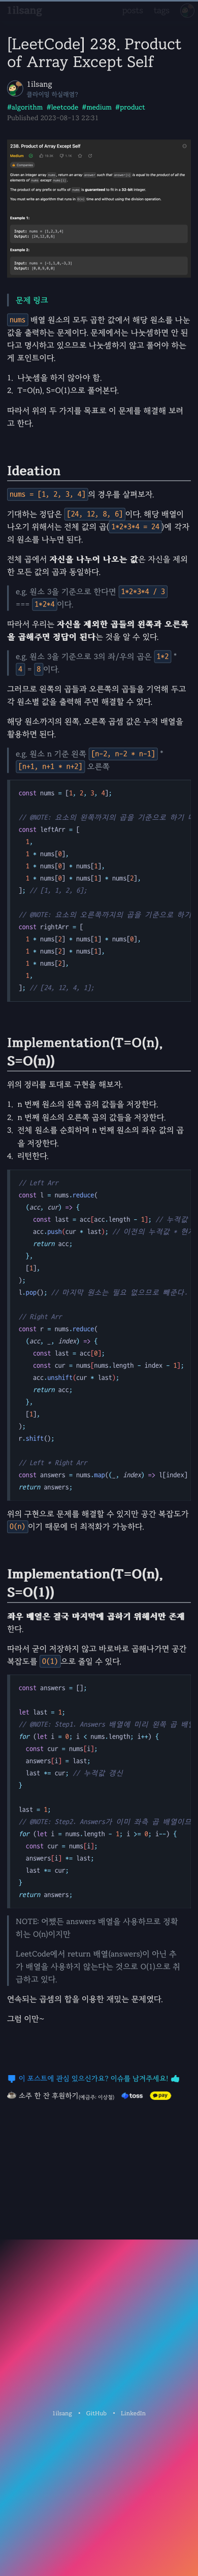 1ilsang
posts
tags
[LeetCode] 238. Product
of Array Except Self
1ilsang
클라이밍 하실래염?
#algorithm #leetcode #medium #product
Published 2023-08-13 22:31
238. Product of Array Except Self
Medium
Companies
Given an integer array nums, return an array answer such that answer[i] is equal to the product of all the
elements of nums except nums[i].
The product of any prefix or suffix of nums is guaranteed to fit in a 32-bit integer.
You must write an algorithm that runs in O(n) time and without using the division operation.
Example 1:
Input: nums = [1,2,3,4]
Output: [24,12,8,6]
Example 2:
Input: nums = [-1,1,0,-3,3]
Output: [0,0,9,0,0]
문제 링크
nums 배열 원소의 모두 곱한 값에서 해당 원소를 나눈
값을 출력하는 문제이다. 문제에서는 나눗셈하면 안 된
다고 명시하고 있으므로 나눗셈하지 않고 풀어야 하는
게 포인트이다.
1. 나눗셈을 하지 않아야 함.
2. T=O(n), S=O(1)으로 풀어본다.
따라서 위의 두 가지를 목표로 이 문제를 해결해 보려
고 한다.
Ideation
nums = [1, 2, 3, 4] 의 경우를 살펴보자.
기대하는 정답은 [24, 12, 8, 6] 이다. 해당 배열이
나오기 위해서는 전체 값의 곱( 1*2*3*4 = 24 )에 각자
의 원소를 나누면 된다.
전체 곱에서 자신을 나누어 나오는 값은 자신을 제외
한 모든 값의 곱과 동일하다.
e.g. 원소 3을 기준으로 한다면 1*2*3*4 / 3
=== 1*2*4 이다.
따라서 우리는 자신을 제외한 곱들의 왼쪽과 오른쪽
을 곱해주면 정답이 된다는 것을 알 수 있다.
e.g. 원소 3을 기준으로 3의 좌/우의 곱은 1*2 *
4 = 8 이다.
그러므로 왼쪽의 곱들과 오른쪽의 곱들을 기억해 두고
각 원소를 순회할 때 곱해서 출력해 주면 해결할 수 있다.
해당 원소까지의 왼쪽, 오른쪽 곱셈 값은 누적 배열을
활용하면 된다.
e.g. 원소 n 기준 왼쪽 [n-2, n-2 * n-1] *
[n+1, n+1 * n+2] 오른쪽
const nums = [1, 2, 3, 4];
// @NOTE: 요소의 왼쪽까지의 곱을 기준으로 하기
const leftArr = [
1,
1 * nums[0],
1 * nums[0] * nums[1],
1 * nums[0] * nums[1] * nums[2],
]; // [1, 1, 2, 6];
// @NOTE: 요소의 오른쪽까지의 곱을 기준으로 하기
const rightArr = [
1 * nums[2] * nums[1] * nums[0],
1 * nums[2] * nums[1],
1 * nums[2],
1,
]; // [24, 12, 4, 1];
Implementation(T=O(n),
S=O(n))
위의 정리를 토대로 구현을 해보자.
1. n 번째 원소의 왼쪽 곱의 값들을 저장한다.
2. n 번째 원소의 오른쪽 곱의 값들을 저장한다.
3. 전체 원소를 순회하며 n 번째 원소의 좌우 값의 곱
을 저장한다.
4. 리턴한다.
// Left Arr
const l = nums.reduce(
(acc, cur) => {
const last = acc[acc.length - 1]; // 누적값
acc.push(cur * last); // 이전의 누적값 *
return acc;
},
[1],
);
l.pop(); // 마지막 원소는 필요 없으므로 빼준다.
// Right Arr
const r = nums.reduce(
(acc, _, index) => {
const last = acc[0];
const cur = nums[nums.length - index - 1];
acc.unshift(cur * last);
return acc;
},
[1],
);
r.shift();
// Left * Right Arr
const answers = nums.map((_, index) => l[index]
return answers;
위의 구현으로 문제를 해결할 수 있지만 공간 복잡도가
O(n) 이기 때문에 더 최적화가 가능하다.
Implementation(T=O(n),
S=O(1))
좌우 배열은 결국 마지막에 곱하기 위해서만 존재
한다.
따라서 굳이 저장하지 않고 바로바로 곱해나가면 공간
복잡도를 O(1) 으로 줄일 수 있다.
const answers = [];
let last = 1;
// @NOTE: Step1. Answers 배열에 미리 왼쪽 곱
for (let i = 0; i < nums.length; i++) {
const cur = nums[i];
answers[i] = last;
last *= cur; // 누적값 갱신
}
last = 1;
// @NOTE: Step2. Answers가 이미 좌측 곱 배열이므
for (let i = nums.length - 1; i >= 0; i--) {
const cur = nums[i];
answers[i] *= last;
last *= cur;
}
return answers;
NOTE: 어쨌든 answers 배열을 사용하므로 정확
히는 O(n)이지만
LeetCode에서 return 배열(answers)이 아닌 추
가 배열을 사용하지 않는다는 것으로 O(1)으로 취
급하고 있다.
연속되는 곱셈의 합을 이용한 재밌는 문제였다.
그럼 이만~
이 포스트에 관심 있으신가요? 이슈를 남겨주세요!
소주 한 잔 후원하기(예금주: 이상철) toss pay
1ilsang • GitHub • LinkedIn